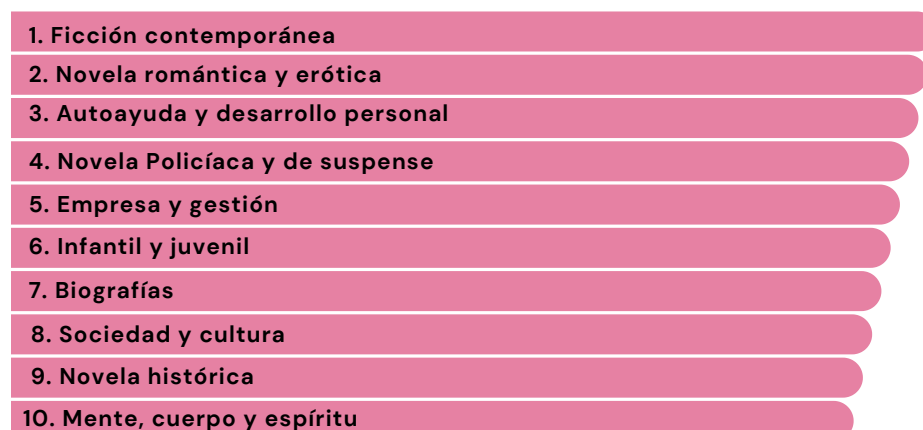 1. Ficción contemporánea
2. Novela romántica y erótica
3. Autoayuda y desarrollo personal
4. Novela Policíaca y de suspense
5. Empresa y gestión
6. Infantil y juvenil
7. Biografías
8. Sociedad y cultura
9. Novela histórica
10. Mente, cuerpo y espíritu